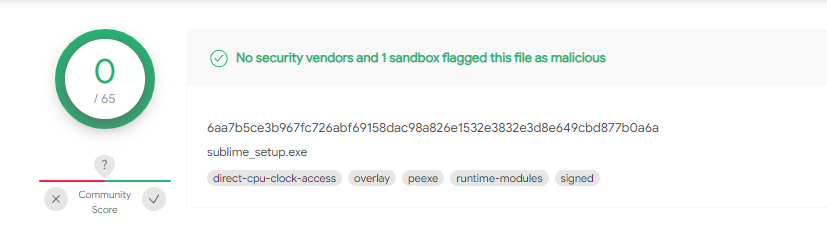 0
/ 65
?
Community
Score
No security vendors and 1 sandbox flagged this file as malicious
6aa7b5ce3b967fc726abf69158dac98a826e1532e3832e3d8e649cbd877b0a6a
sublime_setup.exe
direct-cpu-clock-access overlay peexe runtime-modules signed